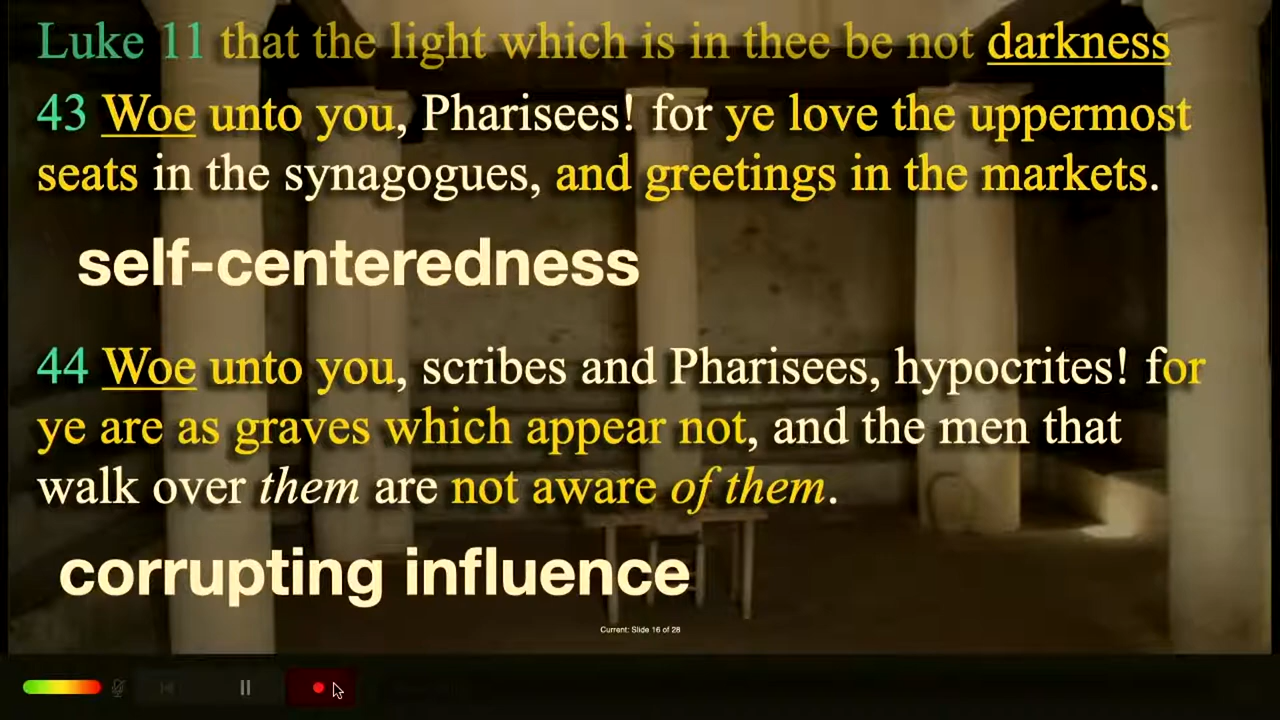 Luke 11 that the light which is in thee be not darkness
43 Woe unto you, Pharisees! for ye love the uppermost
seats in the synagogues, and greetings in the markets.
self-centeredness
44 Woe unto you, scribes and Pharisees, hypocrites! for
ye are as graves which appear not, and the men that
walk over them are not aware of them.
corrupting influence
Current: Slide 16 of 28